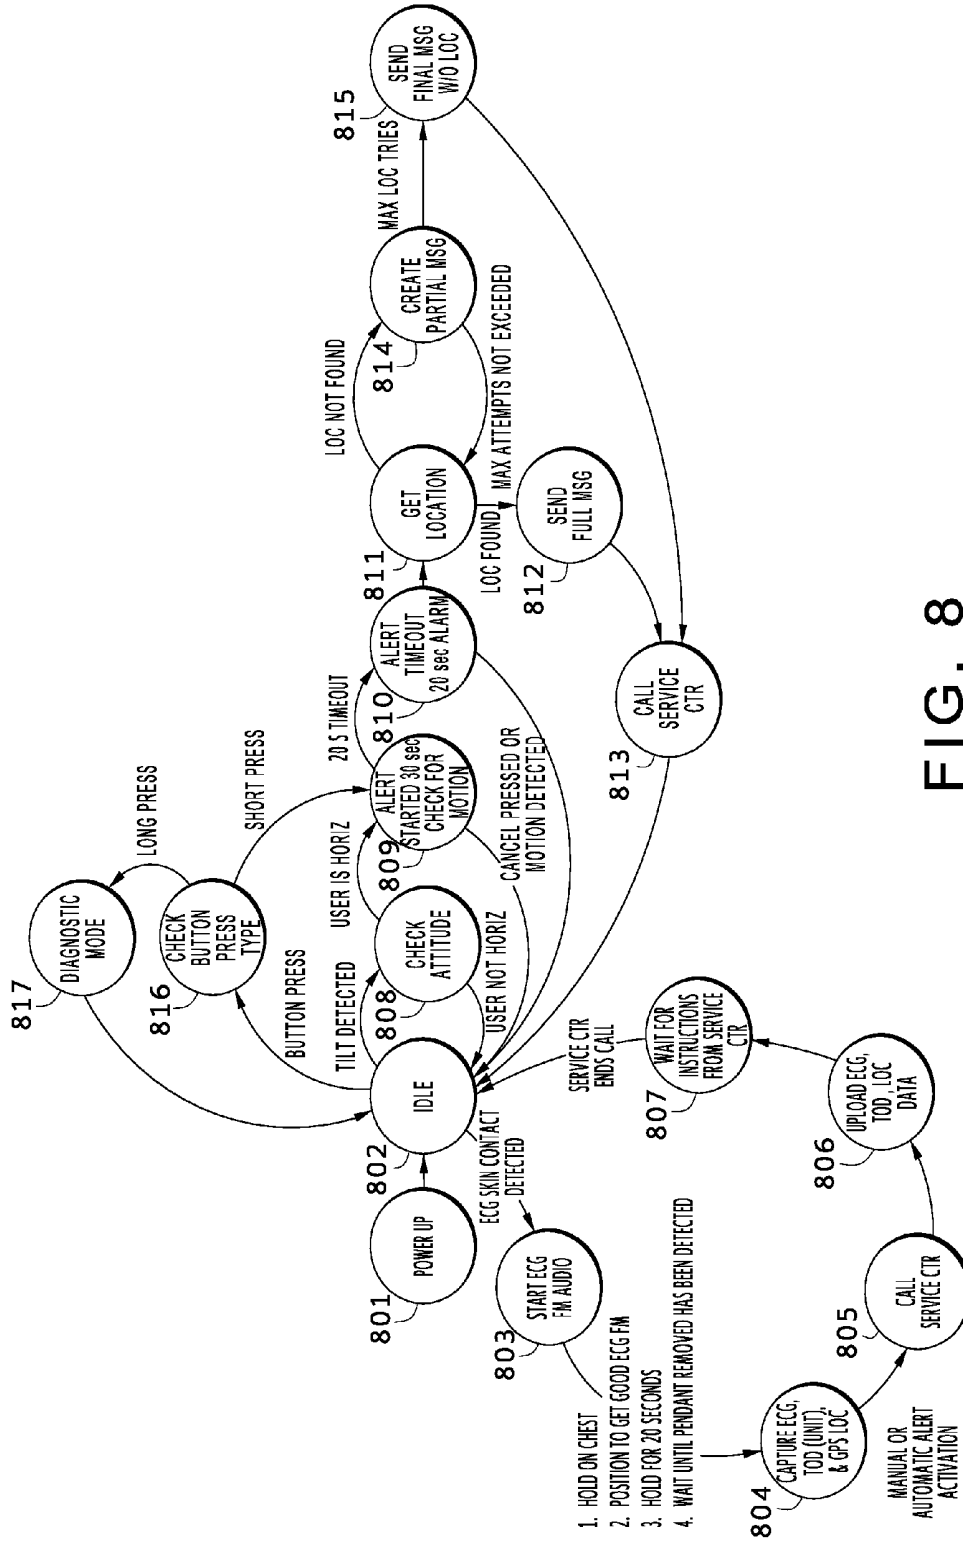 801
POWER UP
802
IDLE
ECG SKIN CONTACT
DETECTED
803
START ECG
FM AUDIO
1. HOLD ON CHEST
2. POSITION TO GET GOOD ECG FM
3. HOLD FOR 20 SECONDS
4. WAIT UNTIL PENDANT REMOVED HAS BEEN DETECTED
804
CAPTURE ECG,
TOD (UNIT),
& GPS LOC
MANUAL OR
AUTOMATIC ALERT
ACTIVATION
805
CALL
SERVICE CTR
806
UPLOAD ECG,
TOD , LOC
DATA
807
WAIT FOR
INSTRUCTIONS
FROM SERVICE
CTR
SERVICE CTR
ENDS CALL
TILT DETECTED
808
CHECK
ATTITUDE
USER NOT HORIZ
USER IS HORIZ
809
ALERT
STARTED 30 sec
CHECK FOR
MOTION
20 S TIMEOUT
810
ALERT
TIMEOUT
20 sec ALARM
CANCEL PRESSED OR
MOTION DETECTED
811
GET
LOCATION
LOC FOUND
812
SEND
FULL MSG
813
CALL
SERVICE
CTR
LOC NOT FOUND
814
CREATE
PARTIAL MSG
MAX ATTEMPTS NOT EXCEEDED
MAX LOC TRIES
815
SEND
FINAL MSG
W/O LOC
BUTTON PRESS
816
CHECK
BUTTON
PRESS
TYPE
SHORT PRESS
LONG PRESS
817
DIAGNOSTIC
MODE
FIG. 8